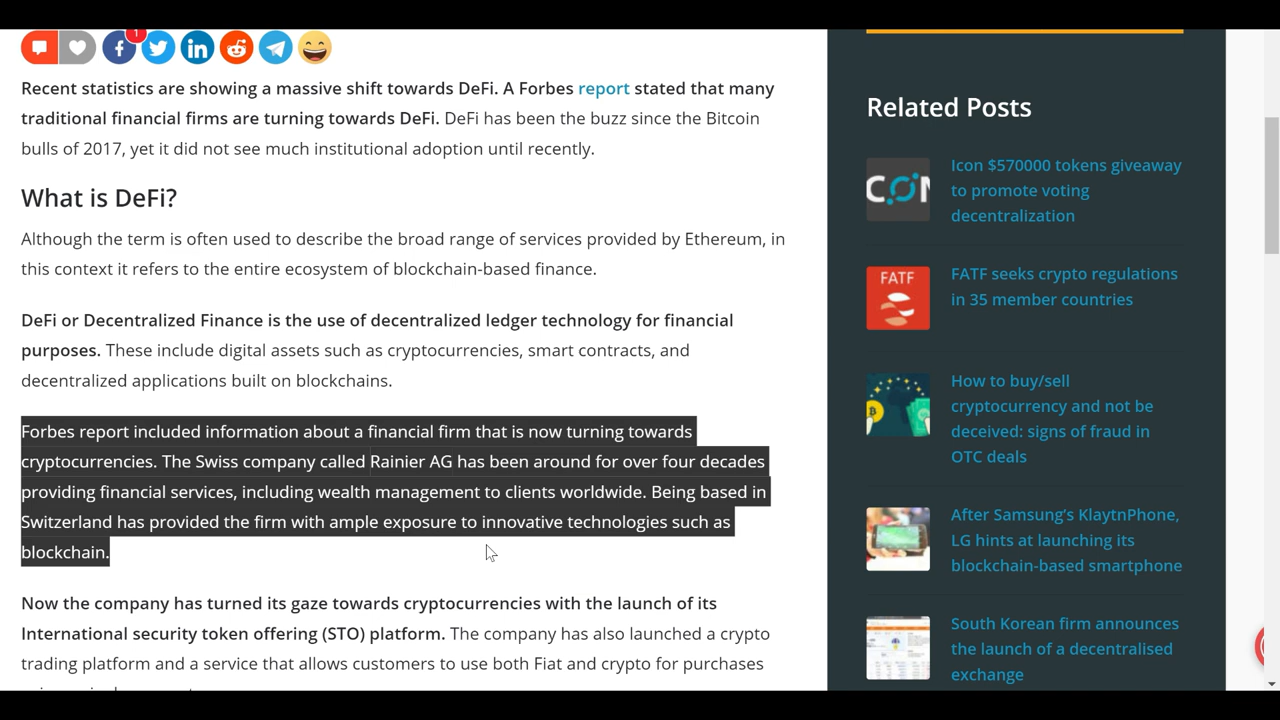 1
Recent statistics are showing a massive shift towards DeFi. A Forbes report stated that many
traditional financial firms are turning towards DeFi. DeFi has been the buzz since the Bitcoin
bulls of 2017, yet it did not see much institutional adoption until recently.
What is DeFi?
Although the term is often used to describe the broad range of services provided by Ethereum, in
this context it refers to the entire ecosystem of blockchain-based finance.
DeFi or Decentralized Finance is the use of decentralized ledger technology for financial
purposes. These include digital assets such as cryptocurrencies, smart contracts, and
decentralized applications built on blockchains.
Forbes report included information about a financial firm that is now turning towards
cryptocurrencies. The Swiss company called Rainier AG has been around for over four decades
providing financial services, including wealth management to clients worldwide. Being based in
Switzerland has provided the firm with ample exposure to innovative technologies such as
blockchain.
Now the company has turned its gaze towards cryptocurrencies with the launch of its
International security token offering (STO) platform. The company has also launched a crypto
trading platform and a service that allows customers to use both Fiat and crypto for purchases
Related Posts
Icon $570000 tokens giveaway
to promote voting
decentralization
FATF
FATF seeks crypto regulations
in 35 member countries
How to buy/sell
cryptocurrency and not be
deceived: signs of fraud in
OTC deals
After Samsung’s KlaytnPhone,
LG hints at launching its
blockchain-based smartphone
South Korean firm announces
the launch of a decentralised
exchange